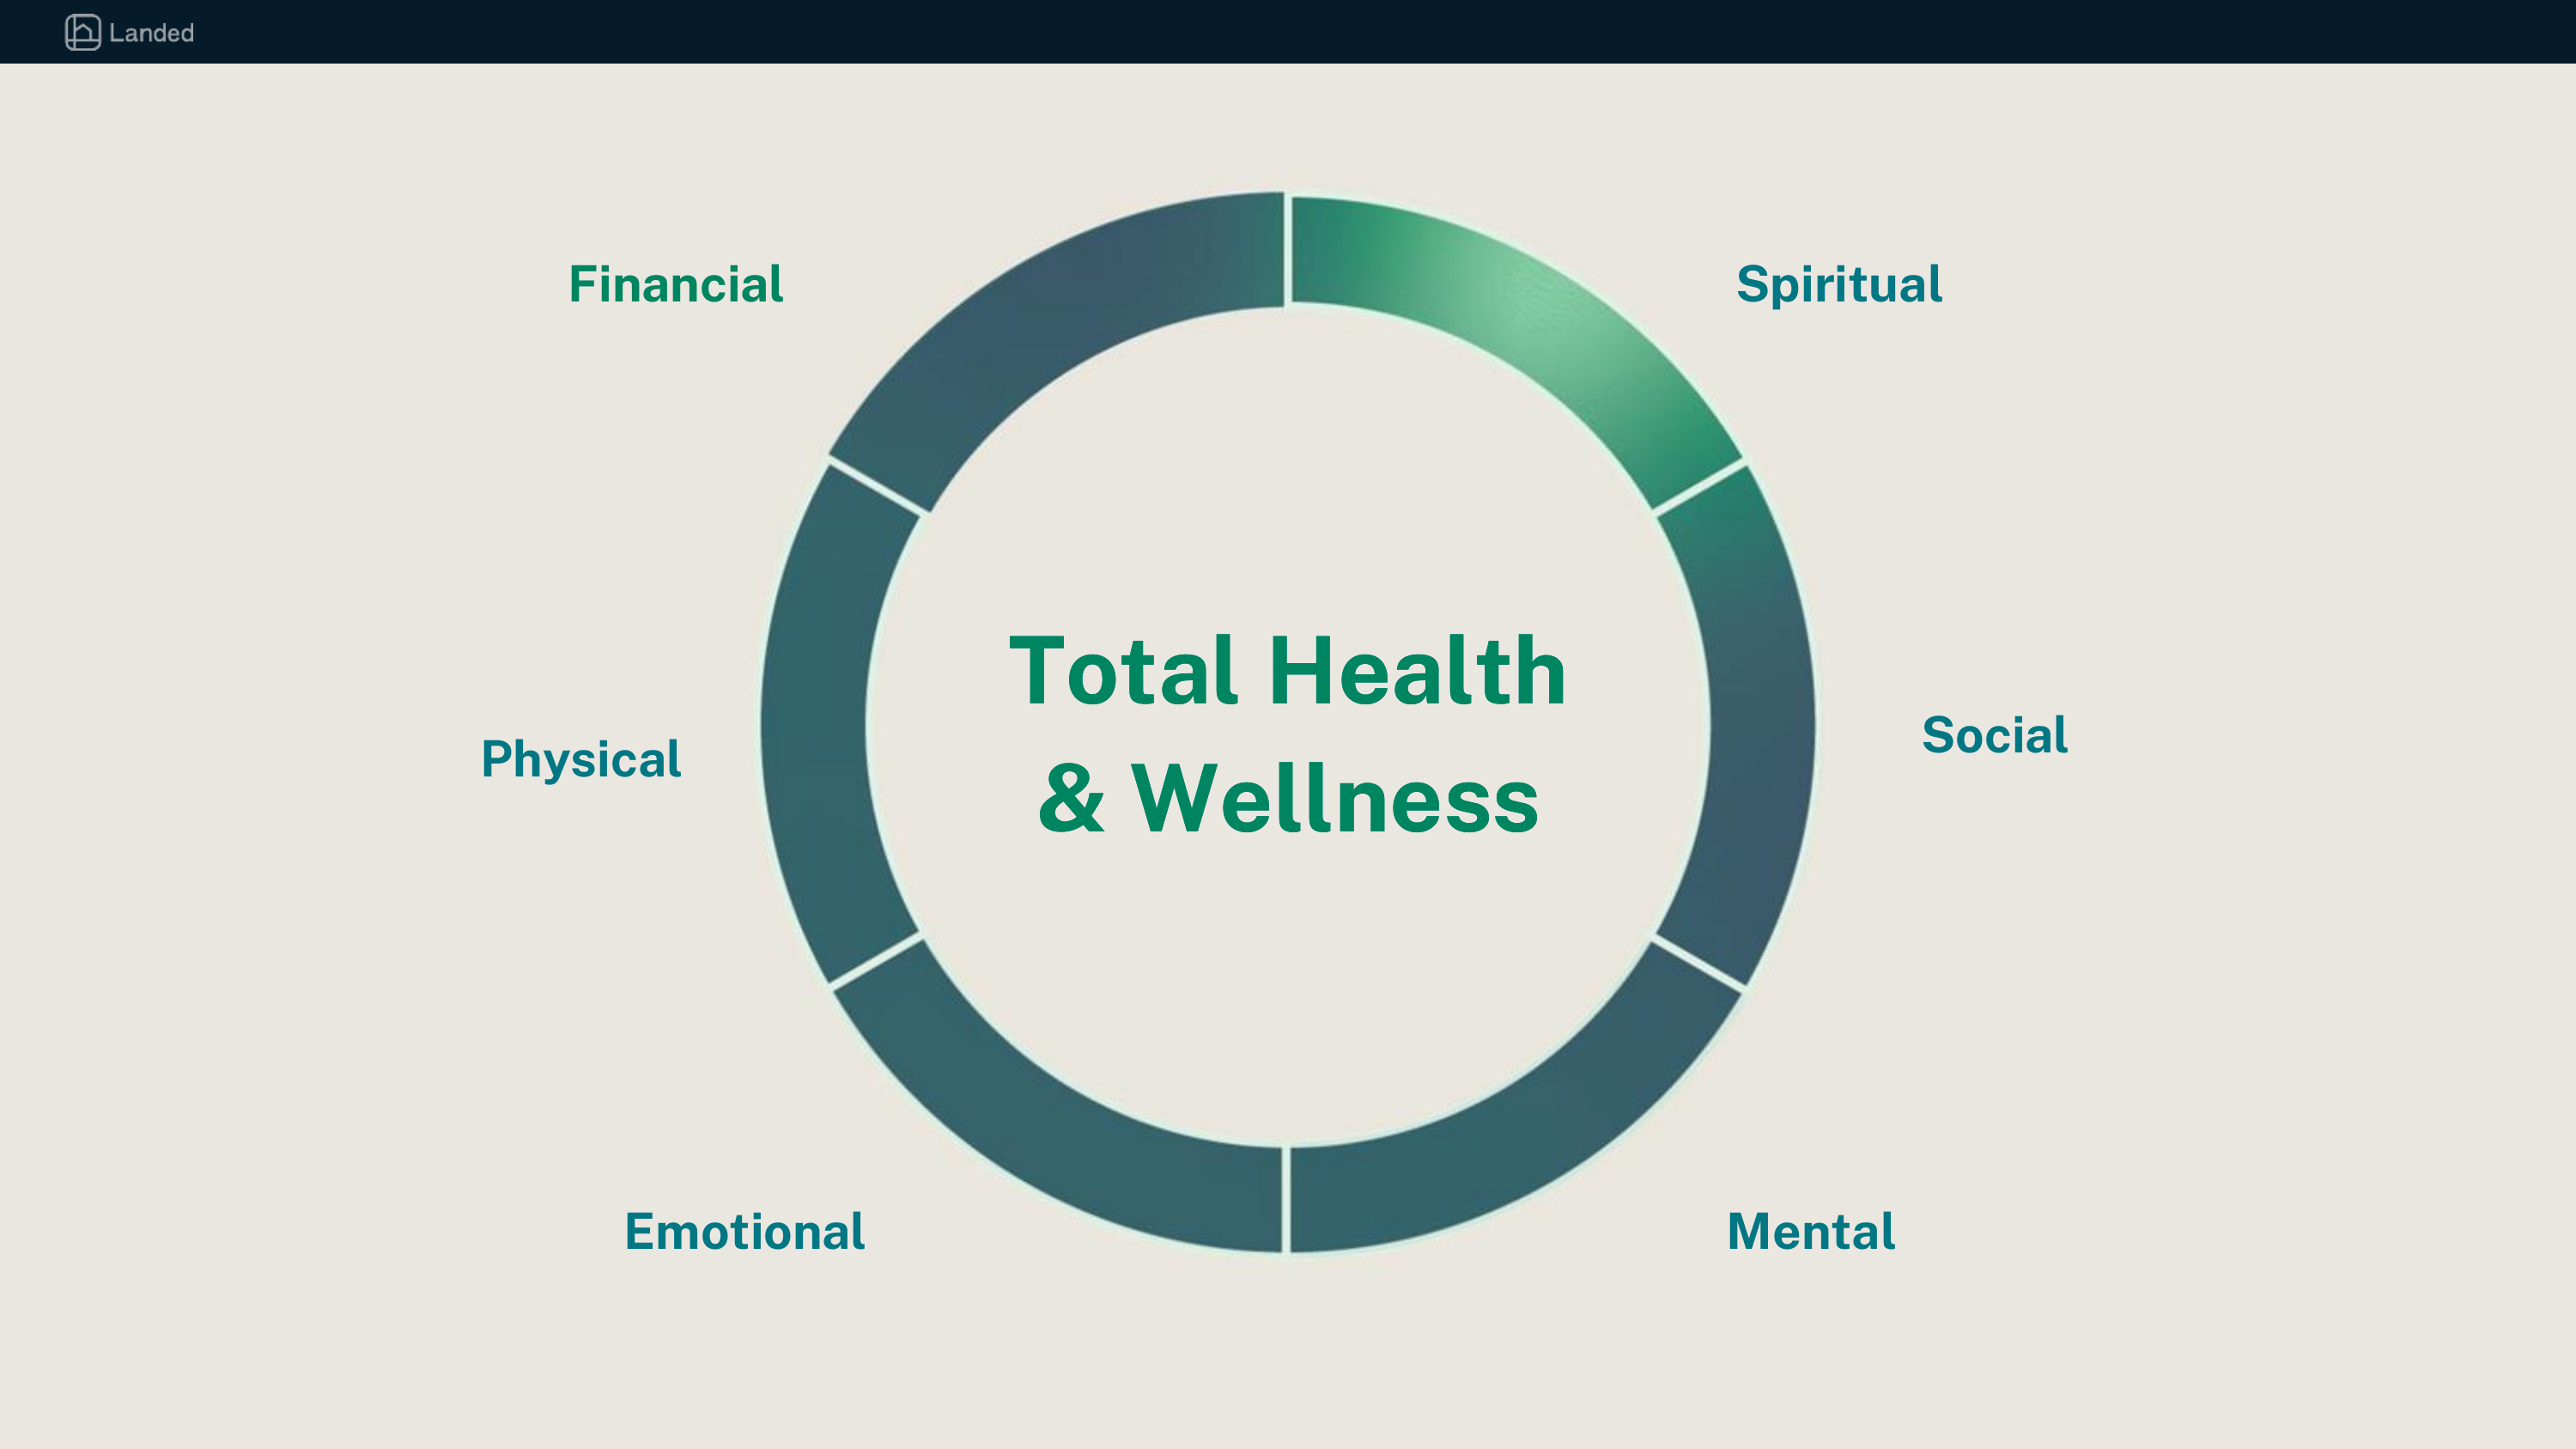 Landed
Financial
Spiritual
Total Health
& Wellness
Physical
Social
Emotional
Mental